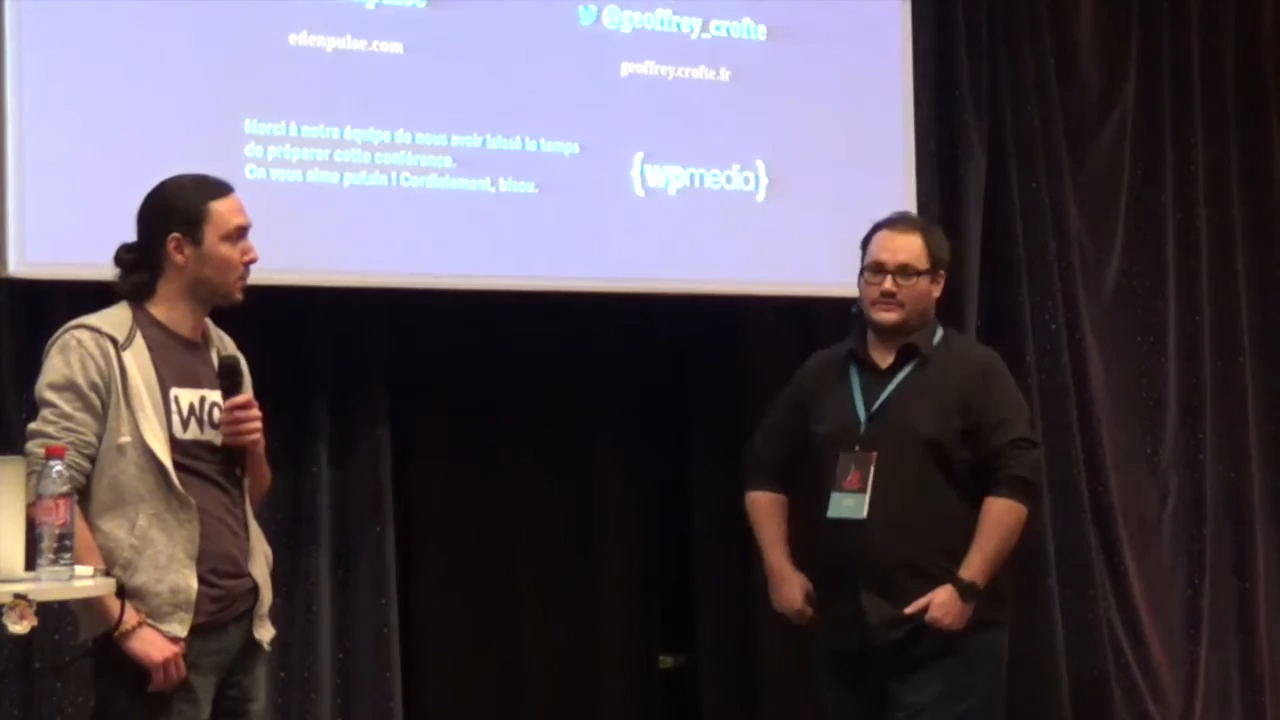 @geoffrey_crofte
edenpulse.com
geoffrey.crofte.fr
Merci à notre équipe de nous avoir laissé le temps
de préparer cette conférence.
On vous aime putain ! Cordialement, bisou.
{wpmedia}
Wo